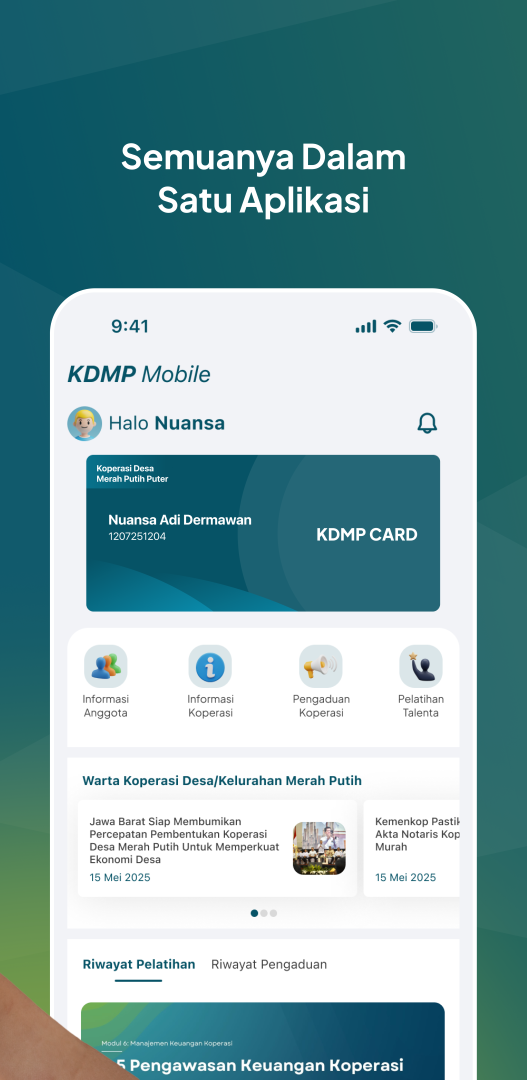 Semuanya Dalam
Satu Aplikasi
9:41
KDMP Mobile
Halo Nuansa
Koperasi Desa
Merah Putih Puter
Nuansa Adi Dermawan
1207251204
KDMP CARD
Informasi
Anggota
Informasi
Koperasi
Pengaduan
Koperasi
Pelatihan
Talenta
Warta Koperasi Desa/Kelurahan Merah Putih
Jawa Barat Siap Membumikan
Percepatan Pembentukan Koperasi
Desa Merah Putih Untuk Memperkuat
Ekonomi Desa
15 Mei 2025
Kemenkop Pastik
Akta Notaris Kop
Murah
15 Mei 2025
Riwayat Pelatihan
Riwayat Pengaduan
Modul 6: Manajemen Keuangan Koperasi
5 Pengawasan Keuangan Koperasi